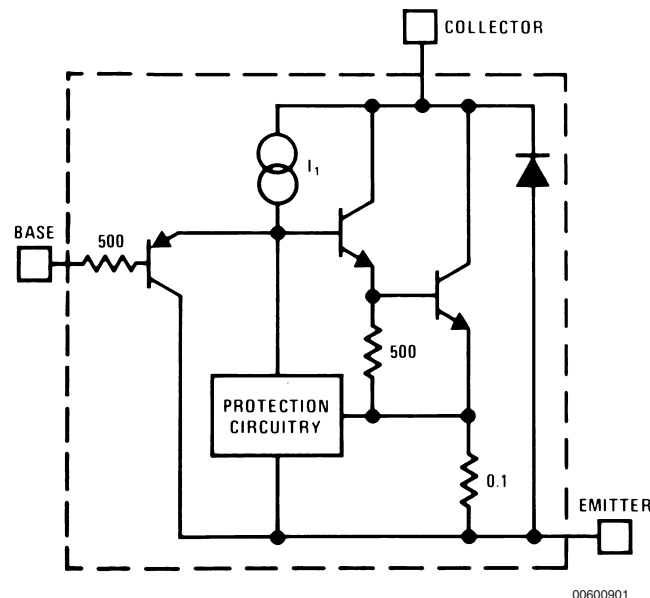 COLLECTOR
I₁
BASE
500
500
PROTECTION
CIRCUITRY
0.1
EMITTER
00600901